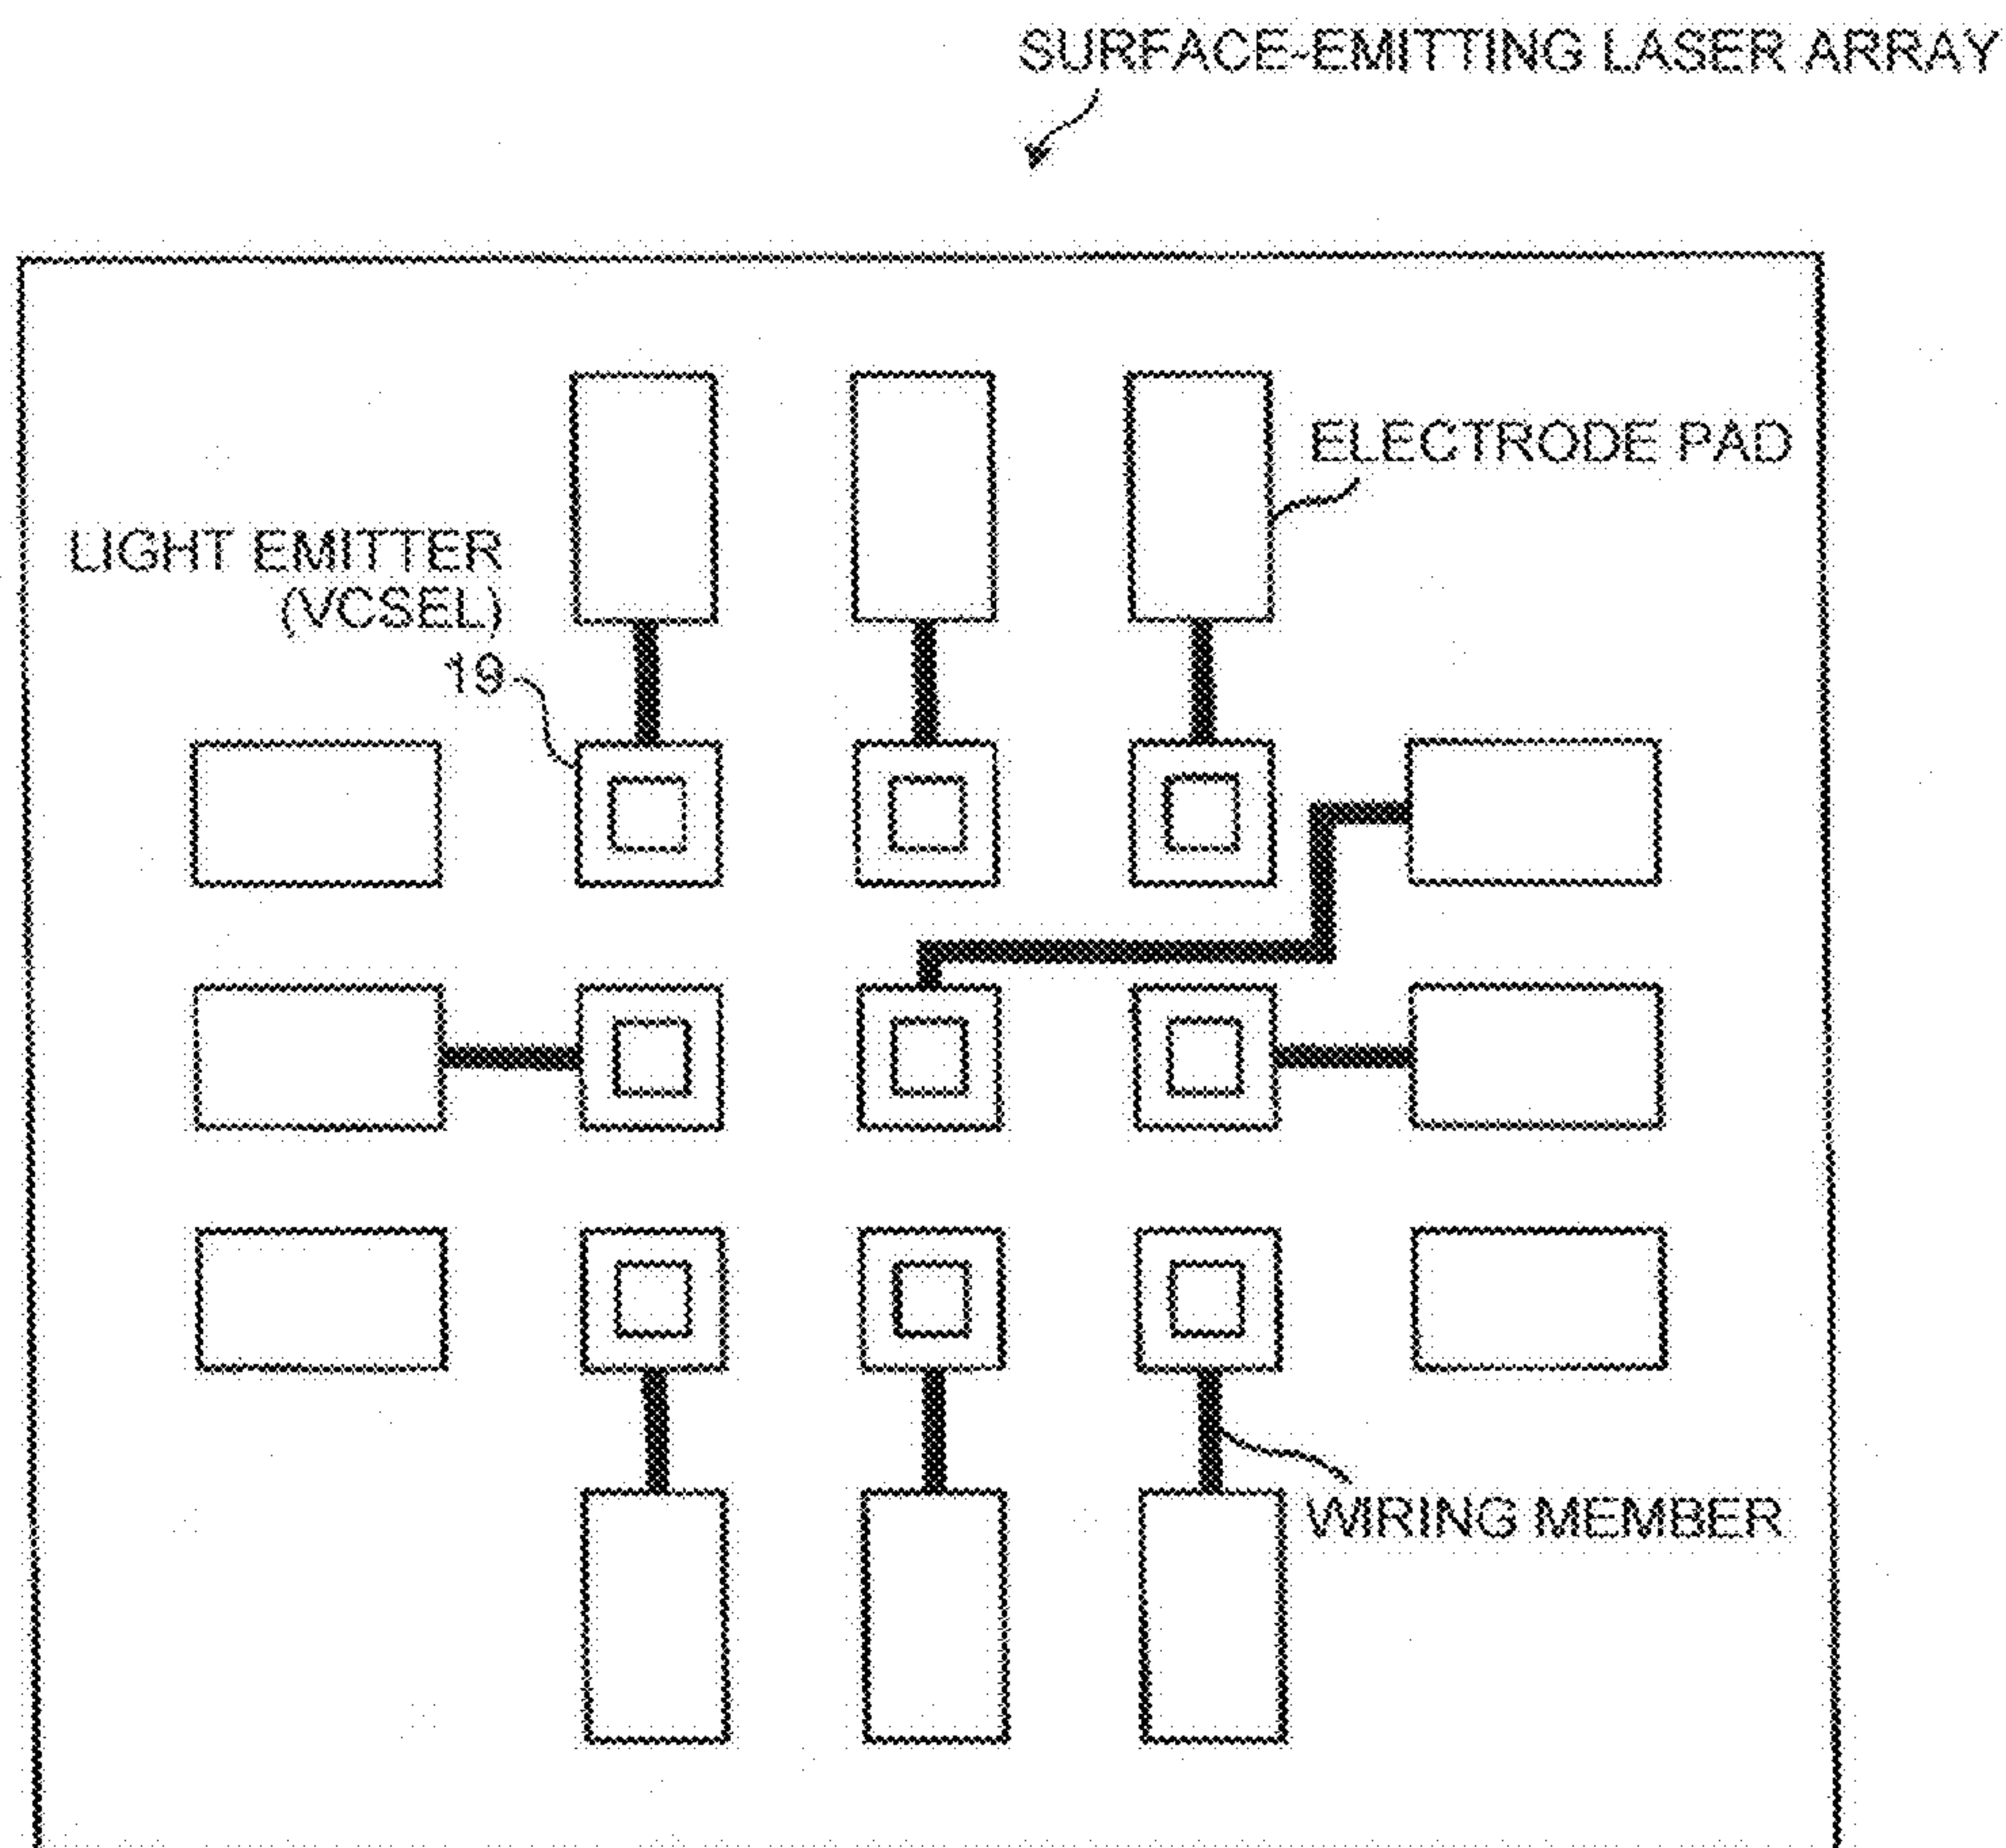 SURFACE-EMITTING LASER ARRAY
ELECTRODE PAD
LIGHT EMITTER
(VCSEL)
19
WIRING MEMBER